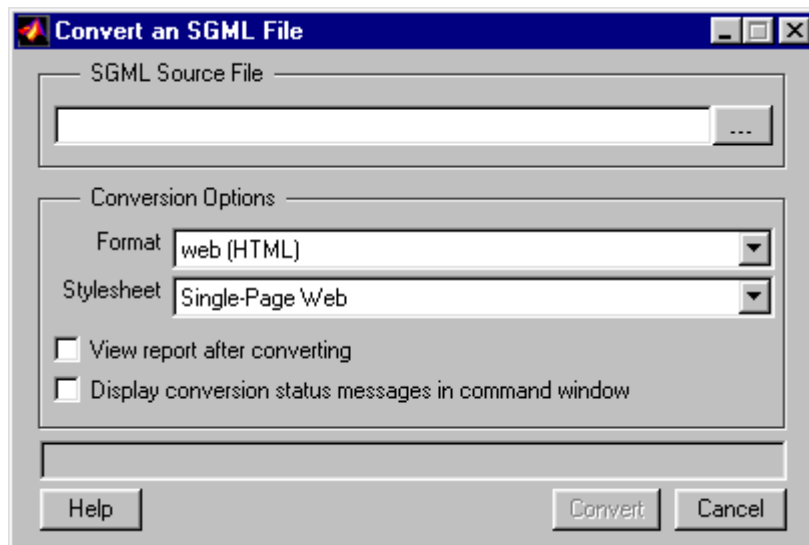 Convert an SGML File
SGML Source File
...
Conversion Options
Format web (HTML)
Stylesheet Single-Page Web
View report after converting
Display conversion status messages in command window
Help Convert Cancel